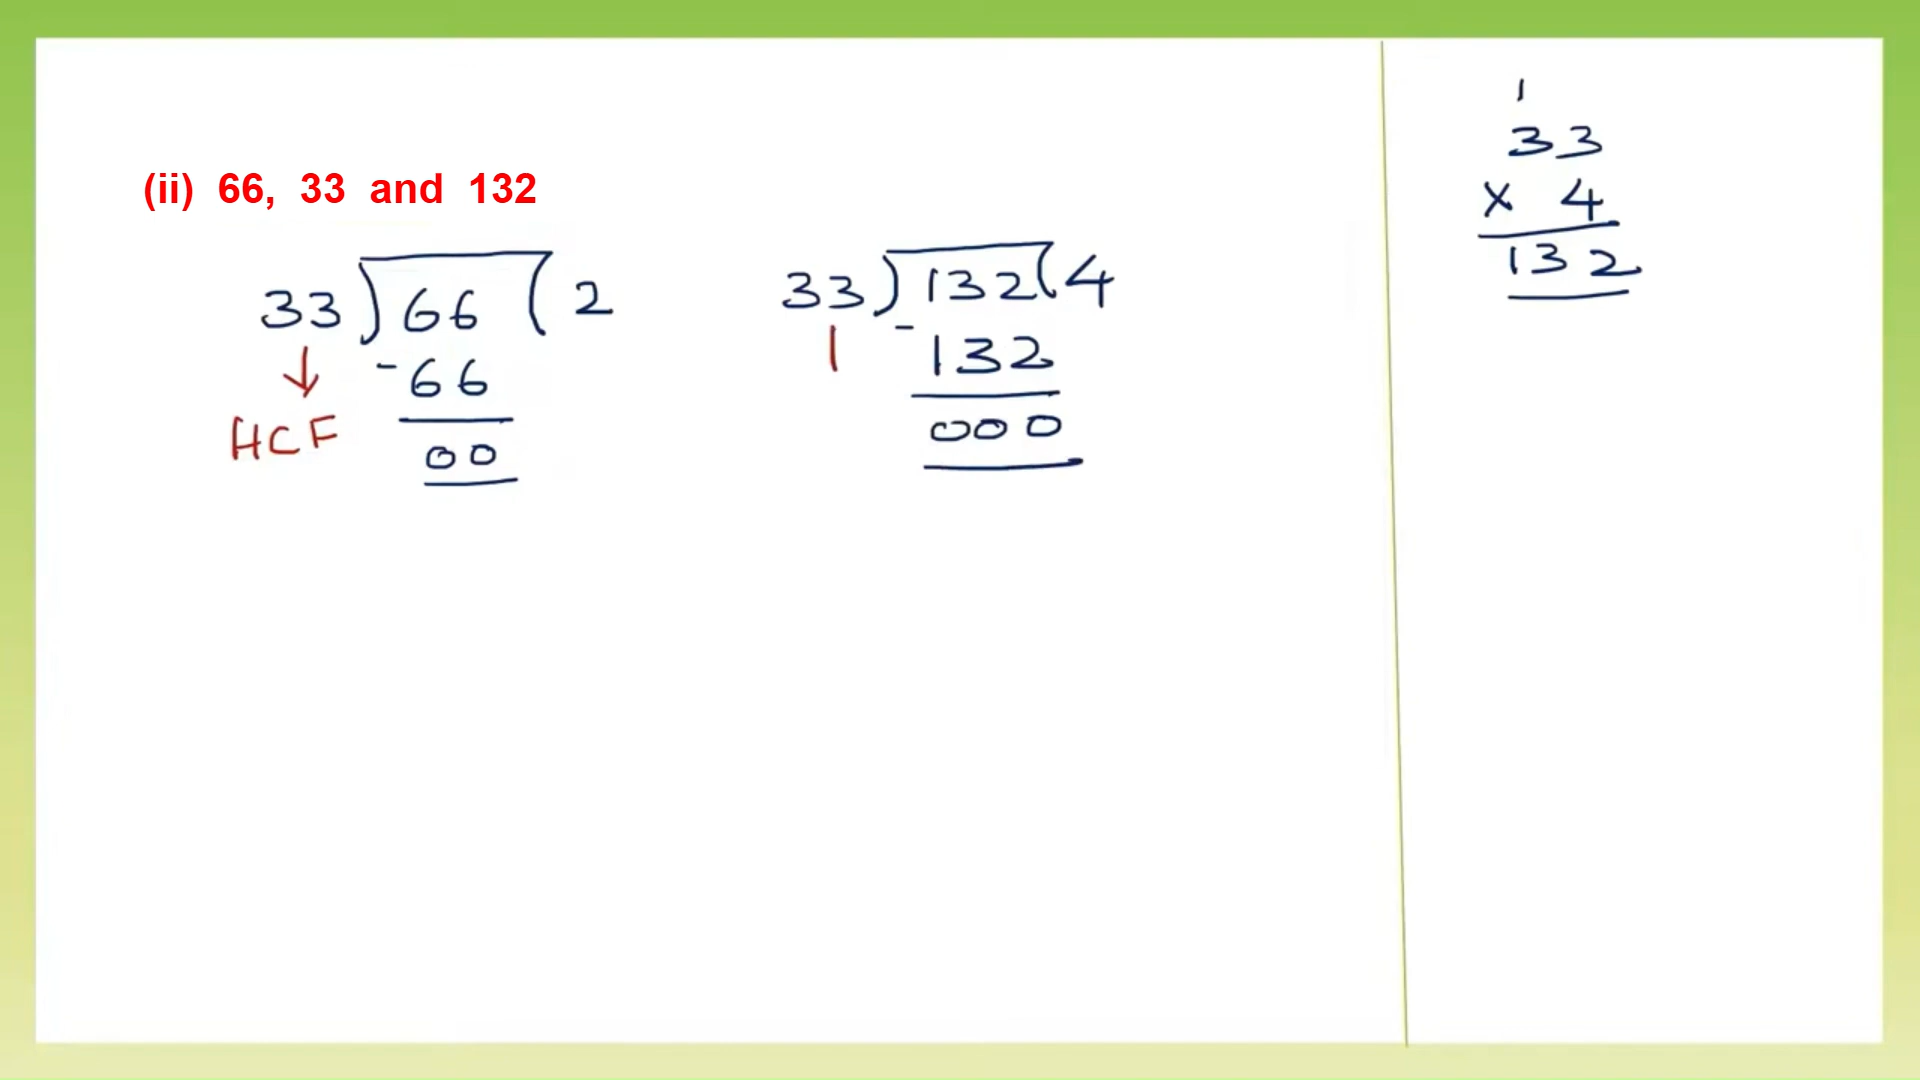 (ii) 66, 33 and 132
33 ) 66 ( 2
- 66
00
HCF
33 ) 132 ( 4
- 132
000
1
33
× 4
132